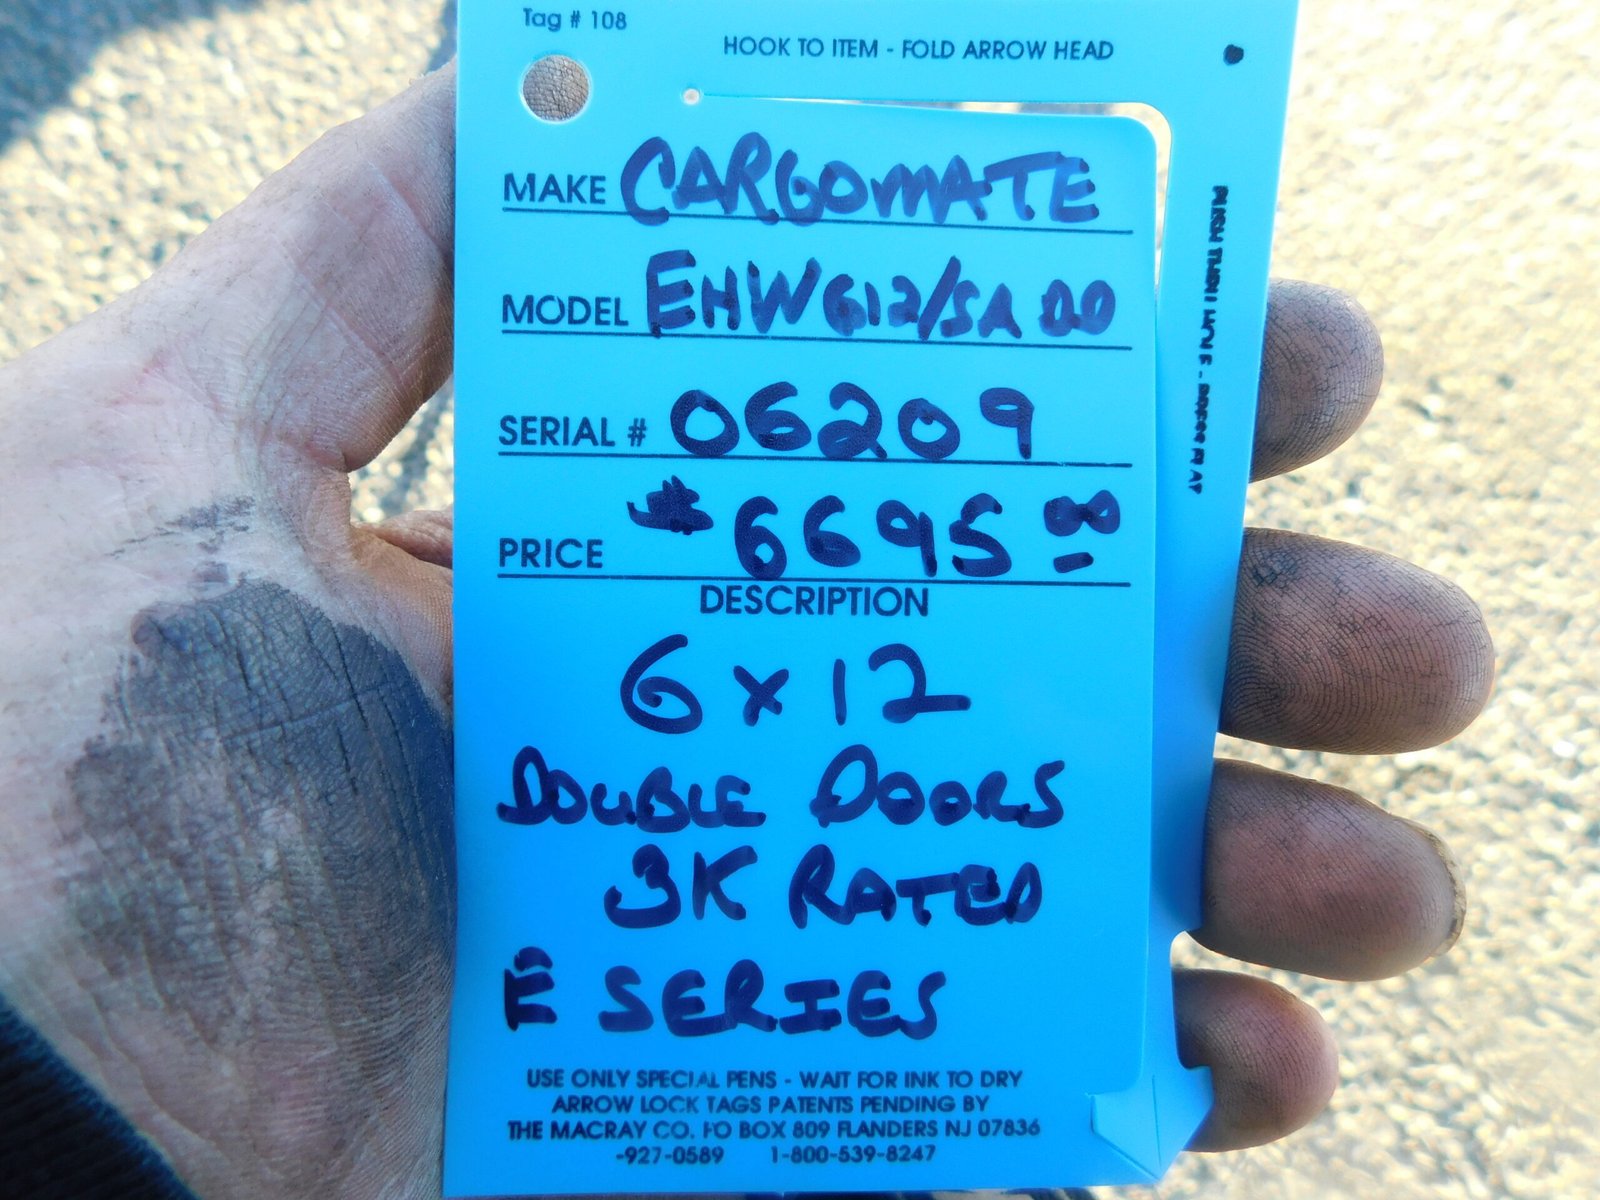 Tag # 108
HOOK TO ITEM - FOLD ARROW HEAD
MAKE CARGOMATE
MODEL EHW612/SA DD
SERIAL # 06209
PRICE $6695.00
DESCRIPTION
6 x 12
DOUBLE DOORS
3K RATED
E SERIES
USE ONLY SPECIAL PENS - WAIT FOR INK TO DRY
ARROW LOCK TAGS PATENTS PENDING BY
THE MACRAY CO. PO BOX 809 FLANDERS NJ 07836
-927-0589 1-800-539-8247